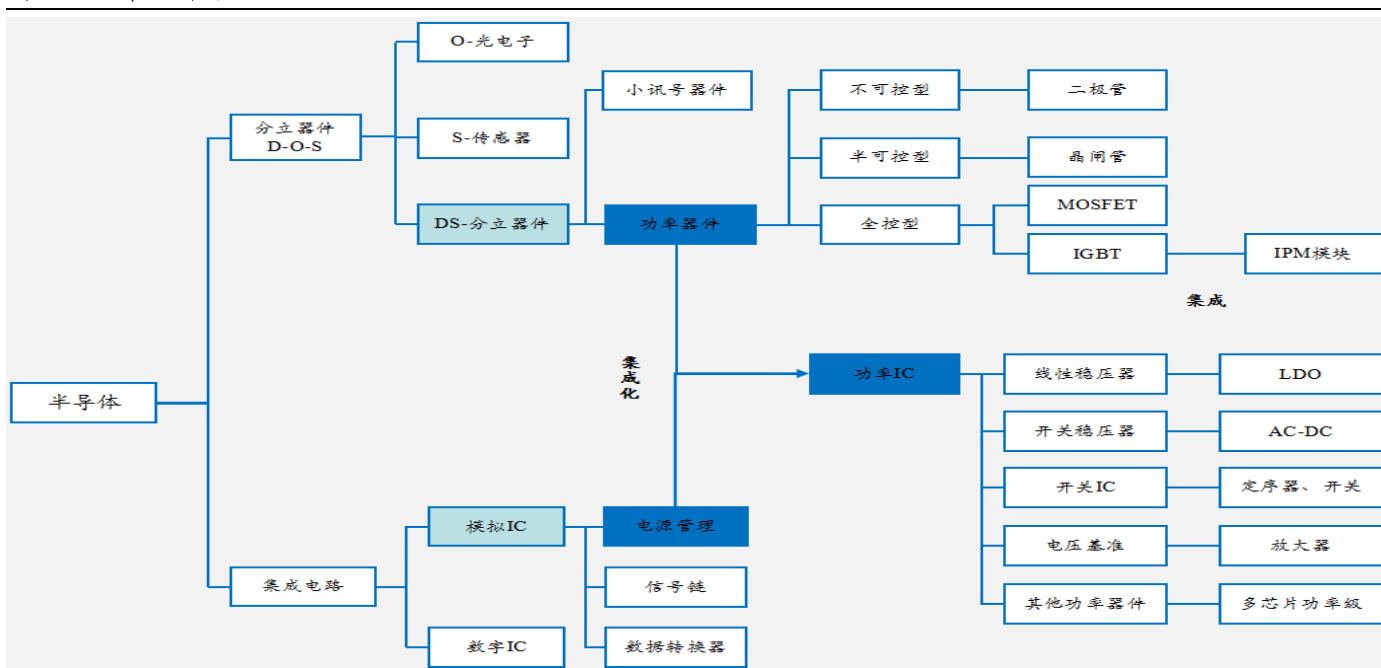 O-光电子
小讯号器件
不可控型
二极管
分立器件
D-O-S
S-传感器
半可控型
晶闸管
DS-分立器件
功率器件
全控型
MOSFET
IGBT
IPM模块
集成
集成化
半导体
功率IC
线性稳压器
LDO
开关稳压器
AC-DC
开关IC
定序器、开关
模拟IC
电源管理
电压基准
放大器
集成电路
信号链
其他功率器件
多芯片功率级
数字IC
数据转换器